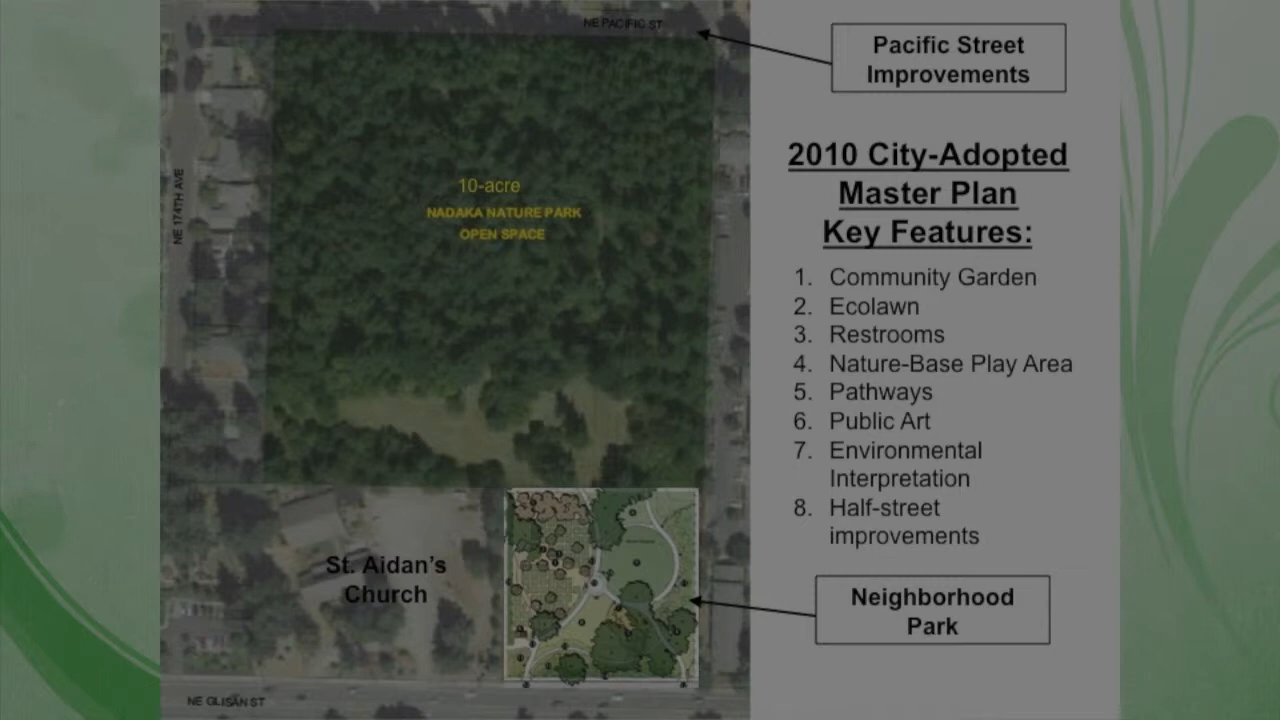 NE PACIFIC ST
Pacific Street
Improvements
NE 174TH AVE
10-acre
NADAKA NATURE PARK
OPEN SPACE
2010 City-Adopted
Master Plan
Key Features:
1. Community Garden
2. Ecolawn
3. Restrooms
4. Nature-Base Play Area
5. Pathways
6. Public Art
7. Environmental
Interpretation
8. Half-street
improvements
St. Aidan's
Church
Neighborhood
Park
NE GLISAN ST